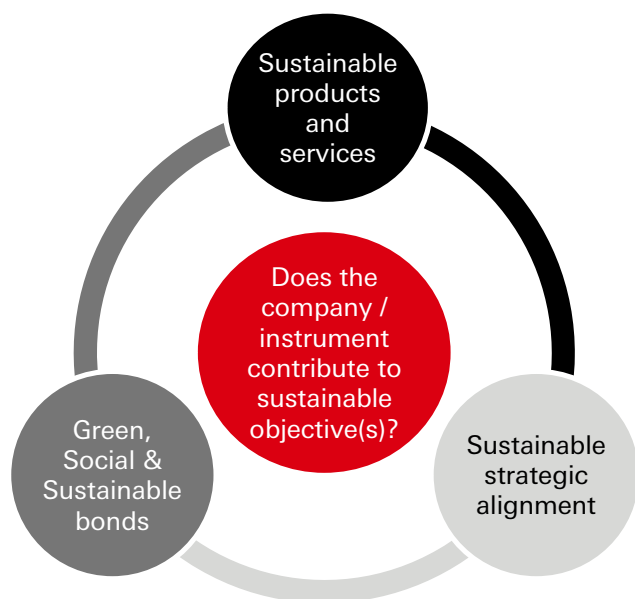 Sustainable
products
and
services
Does the
company /
instrument
contribute to
sustainable
objective(s)?
Green,
Social &
Sustainable
bonds
Sustainable
strategic
alignment